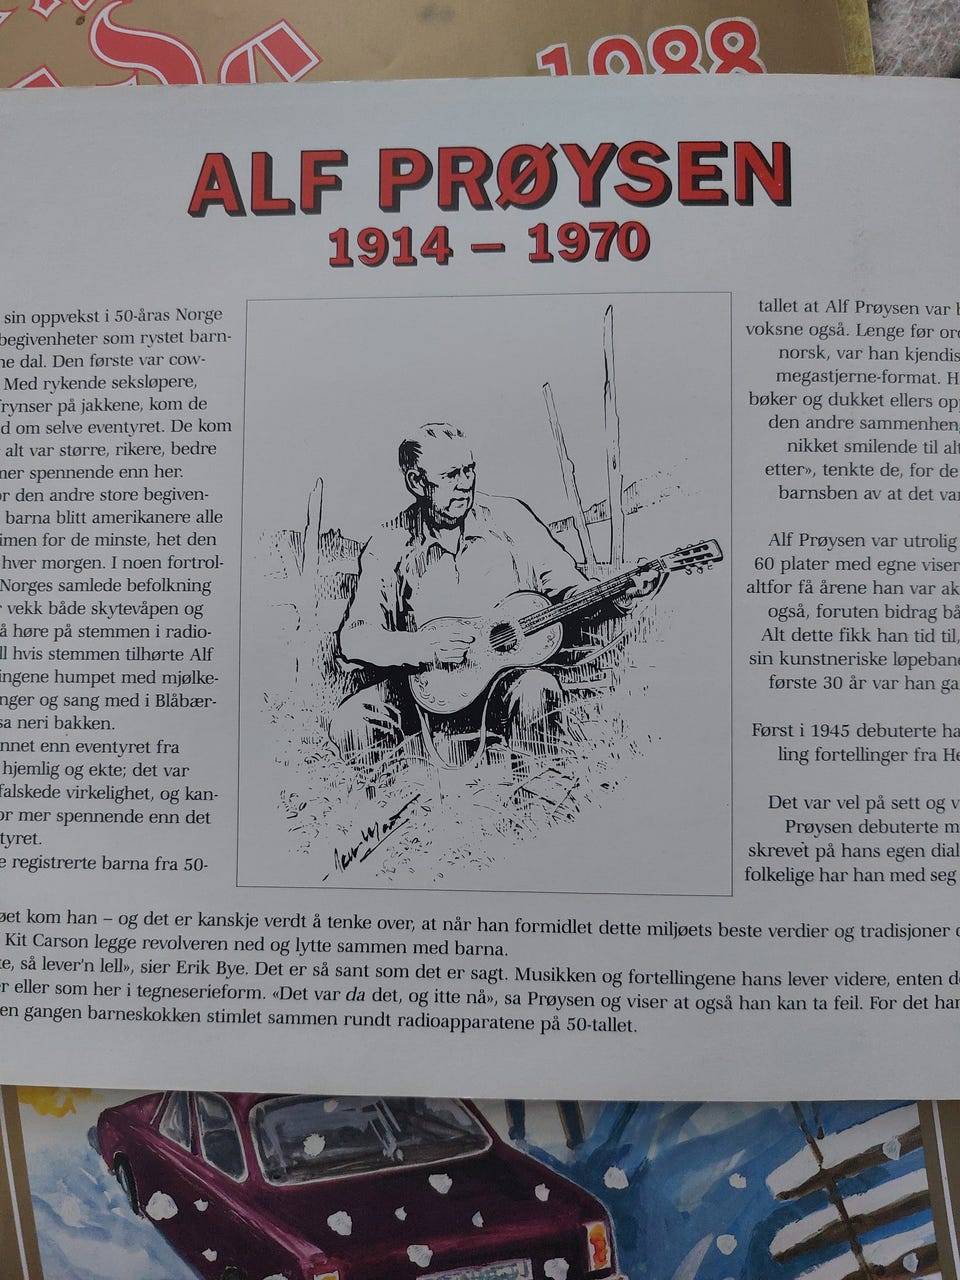 1988
ALF PRØYSEN
1914 – 1970
sin oppvekst i 50-åras Norge
begivenheter som rystet barn-
ne dal. Den første var cow-
Med rykende seksløpere,
frynser på jakkene, kom de
d om selve eventyret. De kom
alt var større, rikere, bedre
mer spennende enn her.
or den andre store begiven-
barna blitt amerikanere alle
imen for de minste, het den
hver morgen. I noen fortrol-
Norges samlede befolkning
r vekk både skytevåpen og
å høre på stemmen i radio-
ll hvis stemmen tilhørte Alf
ingene humpet med mjølke-
nger og sang med i Blåbær-
sa neri bakken.
nnet enn eventyret fra
hjemlig og ekte; det var
falskede virkelighet, og kan-
or mer spennende enn det
tyret.
e registrerte barna fra 50-
tallet at Alf Prøysen var b
voksne også. Lenge før ord
norsk, var han kjendis
megastjerne-format. H
bøker og dukket ellers opp
den andre sammenheng
nikket smilende til alt
etter», tenkte de, for de
barnsben av at det var
Alf Prøysen var utrolig
60 plater med egne viser
altfor få årene han var ak
også, foruten bidrag bå
Alt dette fikk han tid til,
sin kunstneriske løpebane
første 30 år var han ga
Først i 1945 debuterte ha
ling fortellinger fra He
Det var vel på sett og v
Prøysen debuterte m
skrevet på hans egen dial
folkelige har han med seg
øet kom han – og det er kanskje verdt å tenke over, at når han formidlet dette miljøets beste verdier og tradisjoner
Kit Carson legge revolveren ned og lytte sammen med barna.
te, så lever'n lell», sier Erik Bye. Det er så sant som det er sagt. Musikken og fortellingene hans lever videre, enten de
er eller som her i tegneserieform. «Det var da det, og itte nå», sa Prøysen og viser at også han kan ta feil. For det har
en gangen barneskokken stimlet sammen rundt radioapparatene på 50-tallet.